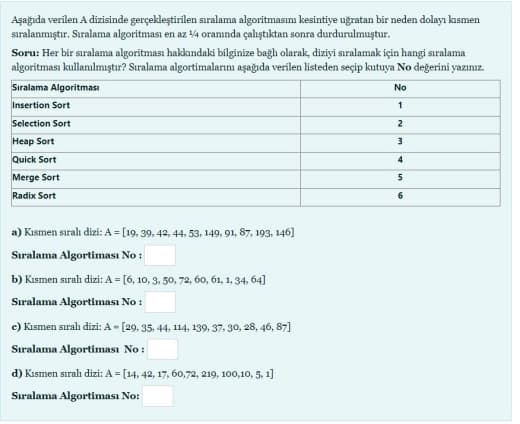 Aşağıda verilen A dizisinde gerçekleştirilen sıralama algoritmasını kesintiye uğratan bir neden dolayı kısmen
sıralanmıştır. Sıralama algoritması en az ¼ oranında çalıştıktan sonra durdurulmuştur.
Soru: Her bir sıralama algoritması hakkındaki bilginize bağlı olarak, diziyi sıralamak için hangi sıralama
algoritması kullanılmıştır? Sıralama algortimalarını aşağıda verilen listeden seçip kutuya No değerini yazınız.
Sıralama Algoritması No
Insertion Sort 1
Selection Sort 2
Heap Sort 3
Quick Sort 4
Merge Sort 5
Radix Sort 6
a) Kısmen sıralı dizi: A = [19, 39, 42, 44, 53, 149, 91, 87, 193, 146]
Sıralama Algortiması No :
b) Kısmen sıralı dizi: A = [6, 10, 3, 50, 72, 60, 61, 1, 34, 64]
Sıralama Algortiması No :
c) Kısmen sıralı dizi: A = [29, 35, 44, 114, 139, 37, 30, 28, 46, 87]
Sıralama Algortiması No :
d) Kısmen sıralı dizi: A = [14, 42, 17, 60,72, 219, 100,10, 5, 1]
Sıralama Algortiması No: